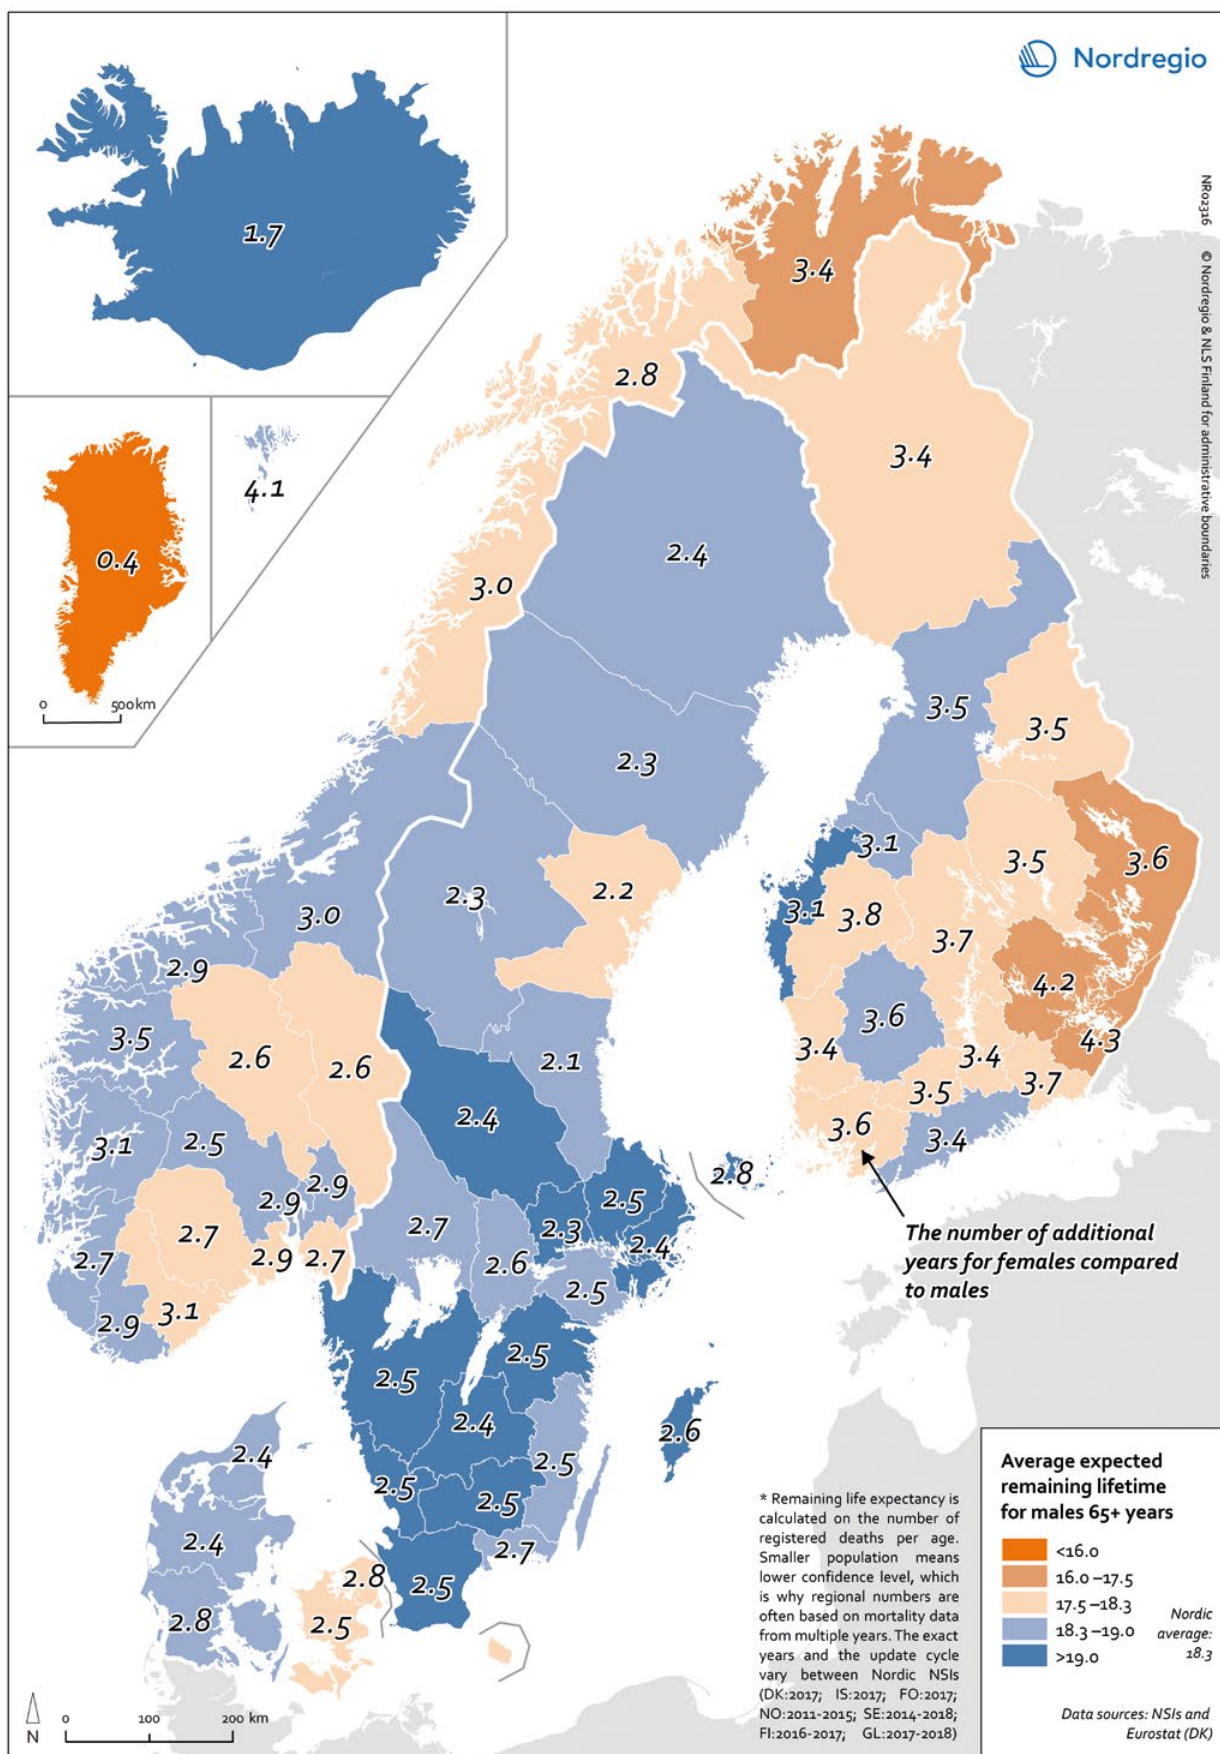 Nordregio
NR02316 © Nordregio & NLS Finland for administrative boundaries
1.7
4.1
0.4
0 500 km
3.4
2.8
3.4
2.4
3.0
3.5
3.5
2.3
3.1
3.5
3.6
2.2
2.3
3.1
3.8
3.0
3.7
2.9
4.2
3.6
3.5
2.6
2.6
2.1
3.4
3.4
4.3
3.5
3.7
2.4
3.6
3.4
3.1
2.5
2.8
2.9
2.9
2.5
2.7
2.7
2.3
2.4
2.9
2.7
2.6
2.7
2.5
3.1
2.9
The number of additional
years for females compared
to males
2.5
2.5
2.4
2.6
2.4
2.5
2.5
2.5
2.4
2.7
2.8
2.5
2.8
2.5
* Remaining life expectancy is
calculated on the number of
registered deaths per age.
Smaller population means
lower confidence level, which
is why regional numbers are
often based on mortality data
from multiple years. The exact
years and the update cycle
vary between Nordic NSIs
(DK:2017; IS:2017; FO:2017;
NO:2011-2015; SE:2014-2018;
FI:2016-2017; GL:2017-2018)
Average expected
remaining lifetime
for males 65+ years
<16.0
16.0 –17.5
17.5 –18.3
18.3 –19.0
>19.0
Nordic
average:
18.3
Data sources: NSIs and
Eurostat (DK)
N
0 100 200 km